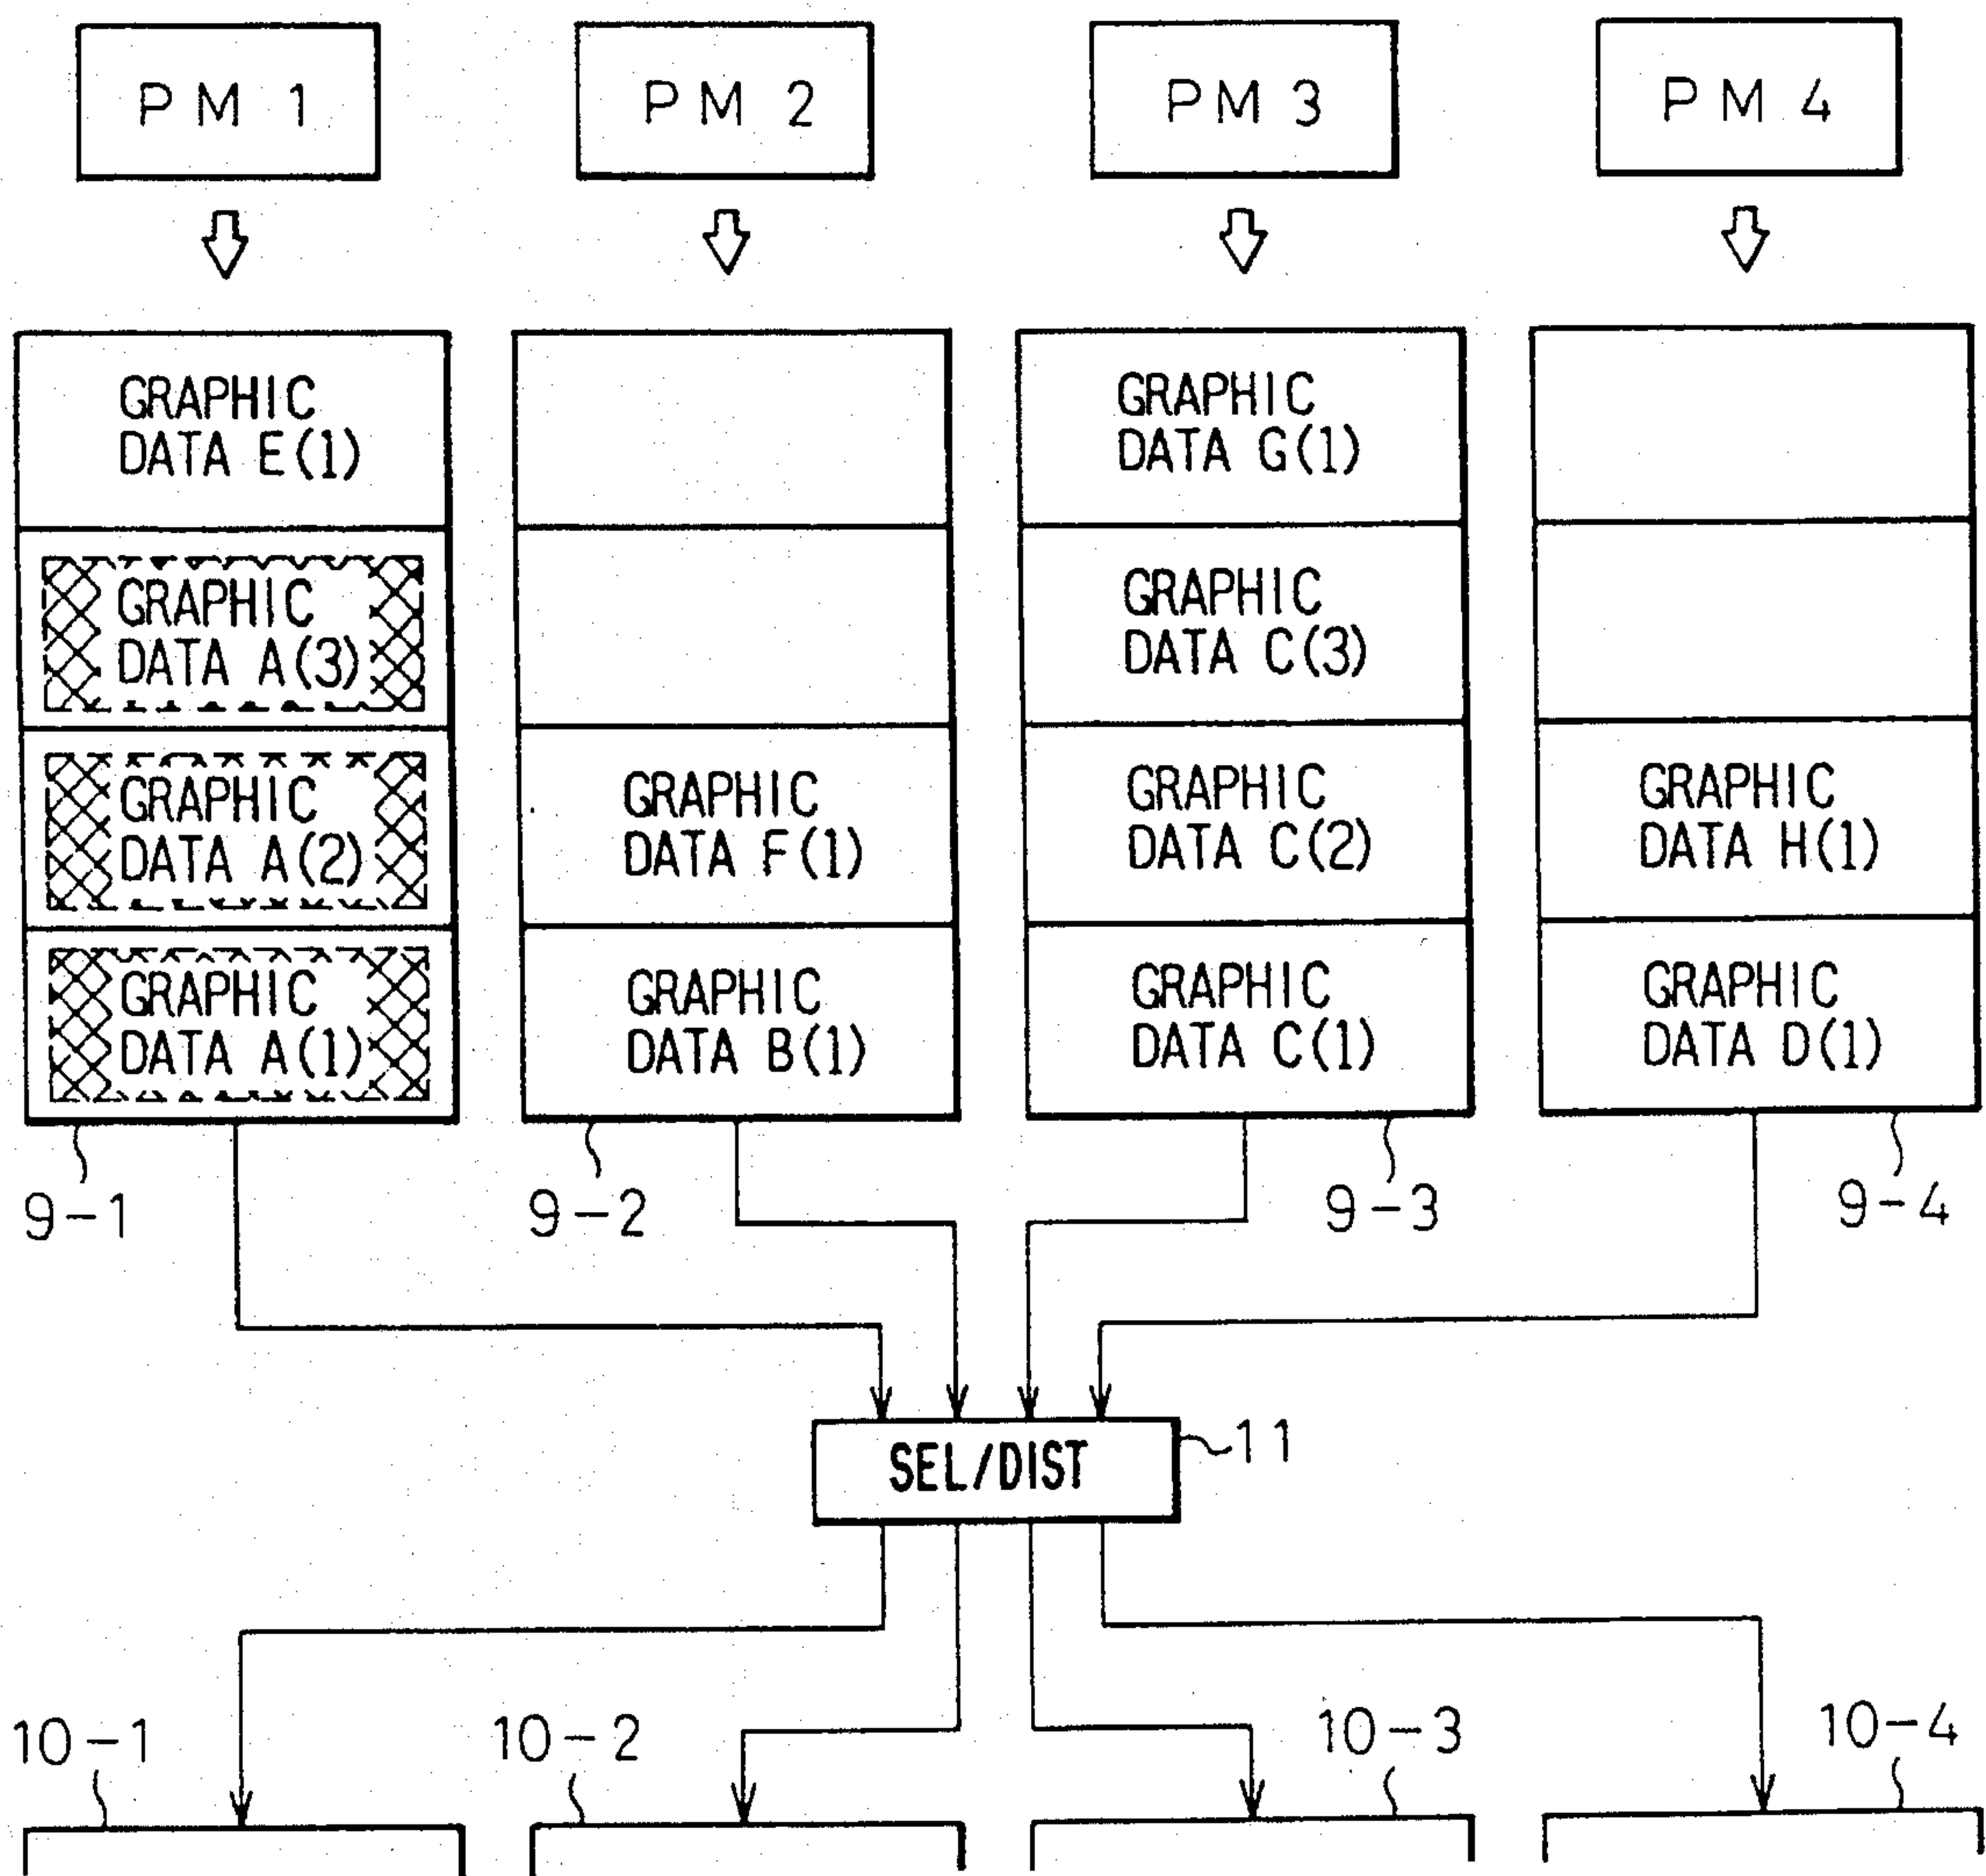 PM 1
PM 2
PM 3
PM 4
GRAPHIC
DATA E(1)
GRAPHIC
DATA G(1)
GRAPHIC
DATA A(3)
GRAPHIC
DATA C(3)
GRAPHIC
DATA A(2)
GRAPHIC
DATA F(1)
GRAPHIC
DATA C(2)
GRAPHIC
DATA H(1)
GRAPHIC
DATA A(1)
GRAPHIC
DATA B(1)
GRAPHIC
DATA C(1)
GRAPHIC
DATA D(1)
9-1
9-2
9-3
9-4
SEL/DIST
11
10-1
10-2
10-3
10-4